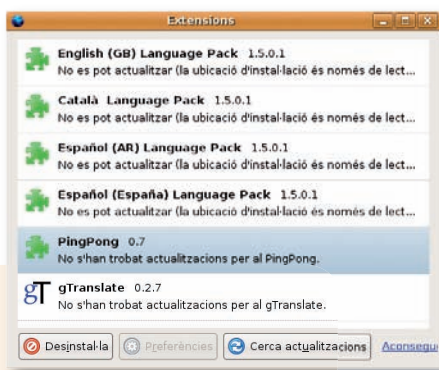 Extensions
English (GB) Language Pack 1.5.0.1
No es pot actualitzar (la ubicació d'instal·lació és només de lect...
Català Language Pack 1.5.0.1
No es pot actualitzar (la ubicació d'instal·lació és només de lect...
Español (AR) Language Pack 1.5.0.1
No es pot actualitzar (la ubicació d'instal·lació és només de lect...
Español (España) Language Pack 1.5.0.1
No es pot actualitzar (la ubicació d'instal·lació és només de lect...
PingPong 0.7
No s'han trobat actualitzacions per al PingPong.
gT gTranslate 0.2.7
No s'han trobat actualitzacions per al gTranslate.
Desinstal·la Preferències Cerca actualitzacions Aconsegu